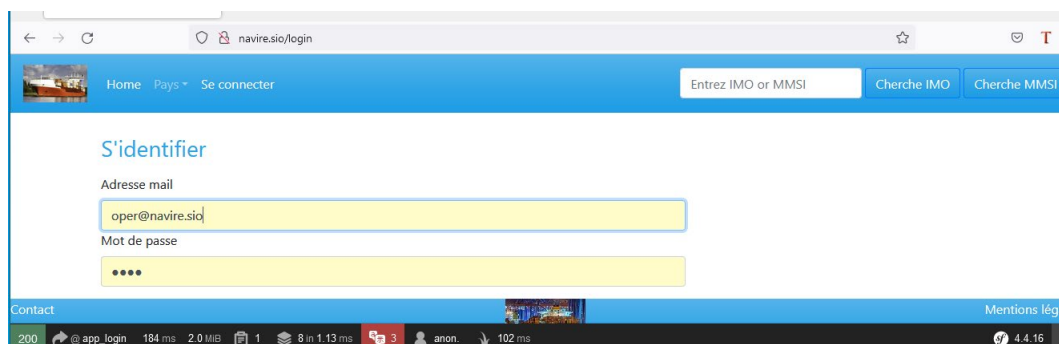 navire.sio/login
T
Home Pays Se connecter
Entrez IMO or MMSI
Cherche IMO
Cherche MMSI
S'identifier
Adresse mail
oper@navire.sio
Mot de passe
••••
Contact
Mentions lég
200 @ app_login 184 ms 2.0 MiB 1 8 in 1.13 ms 3 anon. 102 ms 4.4.16